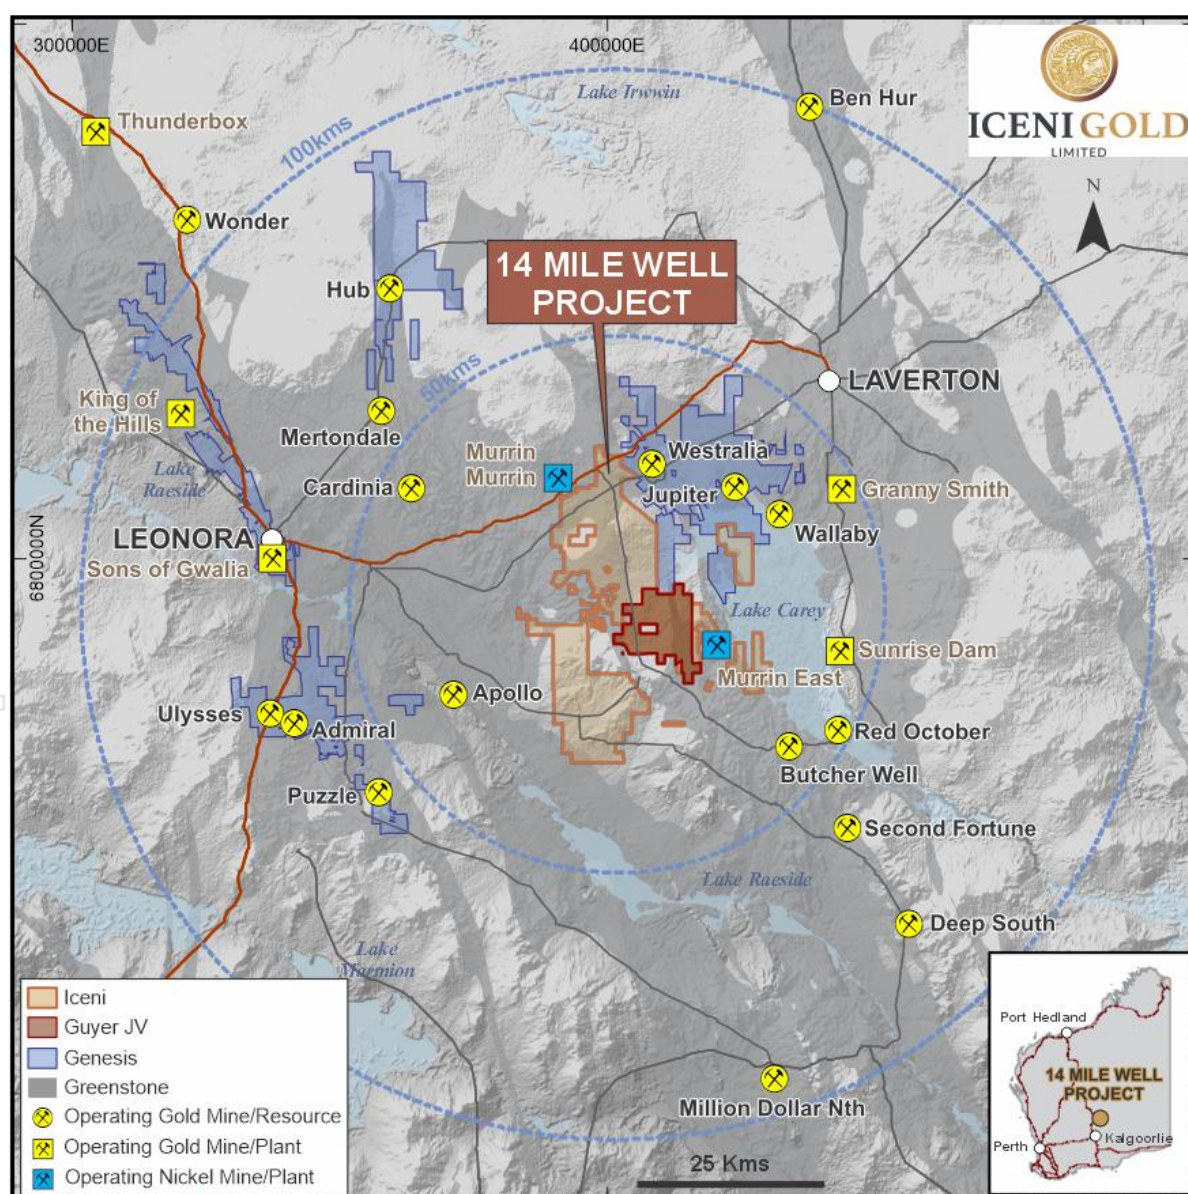 300000E
400000E
6800000N
ICENI GOLD
LIMITED
N
Lake Irwwin
100kms
50kms
Ben Hur
Thunderbox
Wonder
Hub
14 MILE WELL
PROJECT
LAVERTON
King of
the Hills
Mertondale
Murrin
Murrin
Westralia
Lake
Raeside
Cardinia
Jupiter
Granny Smith
Wallaby
LEONORA
Sons of Gwalia
Lake Carey
Sunrise Dam
Murrin East
Apollo
Ulysses
Admiral
Red October
Butcher Well
Puzzle
Second Fortune
Lake Raeside
Deep South
Lake
Marmion
Million Dollar Nth
25 Kms
Iceni
Guyer JV
Genesis
Greenstone
Operating Gold Mine/Resource
Operating Gold Mine/Plant
Operating Nickel Mine/Plant
Port Hedland
14 MILE WELL
PROJECT
Kalgoorlie
Perth